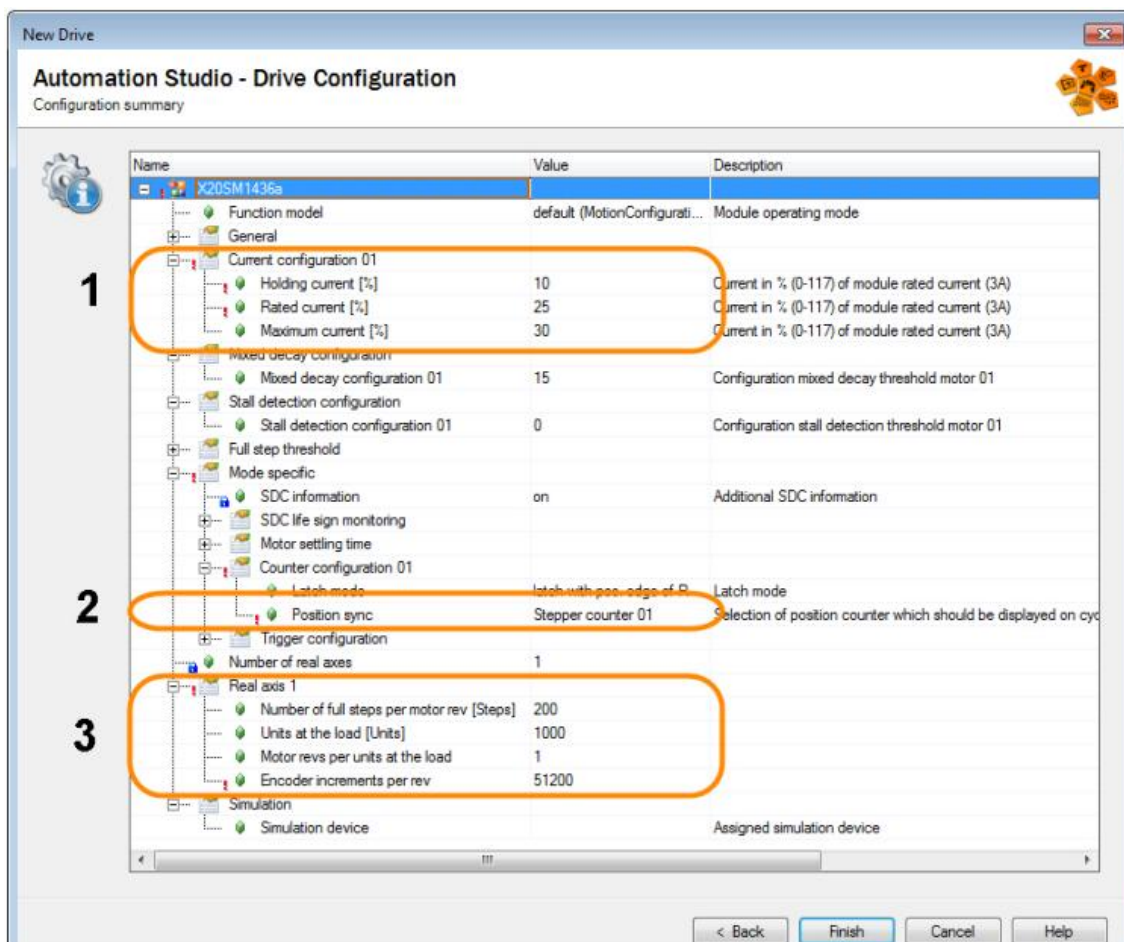 New Drive
Automation Studio - Drive Configuration
Configuration summary
Name Value Description
X20SM1436a
Function model default (MotionConfigurati... Module operating mode
General
1
Current configuration 01
Holding current [%] 10 Current in % (0-117) of module rated current (3A)
Rated current [%] 25 Current in % (0-117) of module rated current (3A)
Maximum current [%] 30 Current in % (0-117) of module rated current (3A)
Mixed decay configuration
Mixed decay configuration 01 15 Configuration mixed decay threshold motor 01
Stall detection configuration
Stall detection configuration 01 0 Configuration stall detection threshold motor 01
Full step threshold
Mode specific
SDC information on Additional SDC information
SDC life sign monitoring
Motor settling time
Counter configuration 01
Latch mode latch with pos. edge of R... Latch mode
2
Position sync Stepper counter 01 Selection of position counter which should be displayed on cyc
Trigger configuration
Number of real axes 1
Real axis 1
3
Number of full steps per motor rev [Steps] 200
Units at the load [Units] 1000
Motor revs per units at the load 1
Encoder increments per rev 51200
Simulation
Simulation device Assigned simulation device
< Back Finish Cancel Help